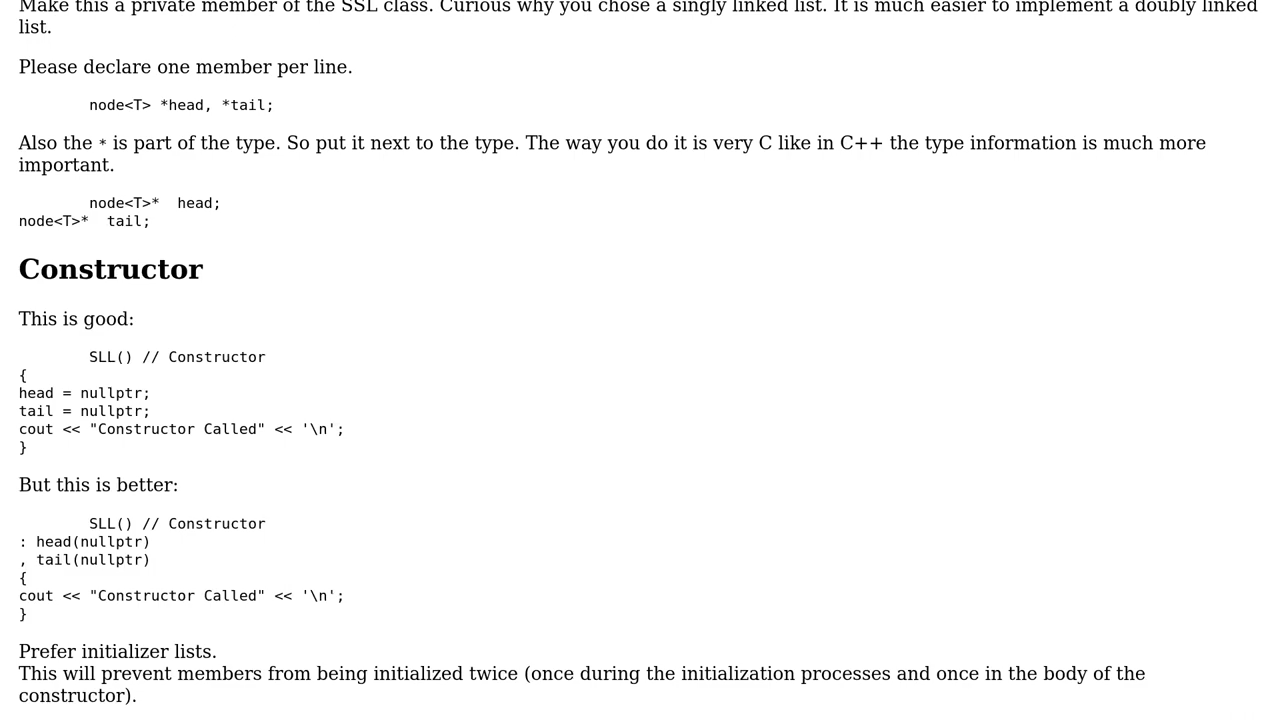 Make this a private member of the SSL class. Curious why you chose a singly linked list. It is much easier to implement a doubly linked
list.
Please declare one member per line.
node<T> *head, *tail;
Also the * is part of the type. So put it next to the type. The way you do it is very C like in C++ the type information is much more
important.
node<T>*  head;
node<T>*  tail;
Constructor
This is good:
SLL() // Constructor
{
head = nullptr;
tail = nullptr;
cout << "Constructor Called" << '\n';
}
But this is better:
SLL() // Constructor
: head(nullptr)
, tail(nullptr)
{
cout << "Constructor Called" << '\n';
}
Prefer initializer lists.
This will prevent members from being initialized twice (once during the initialization processes and once in the body of the
constructor).